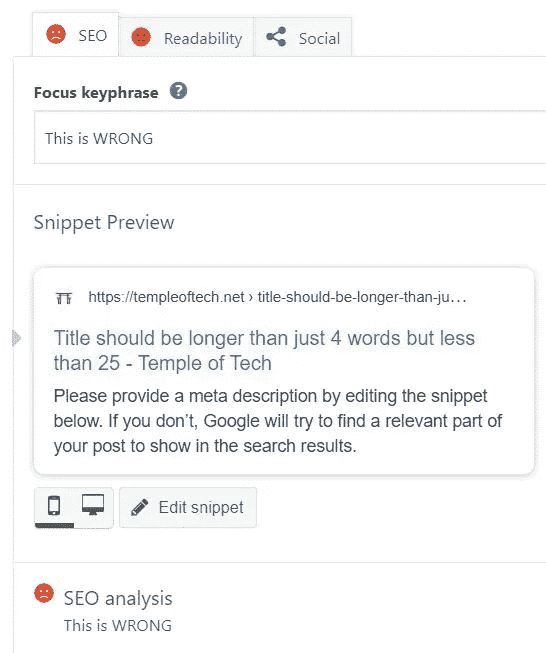 SEO
Readability
Social
Focus keyphrase ?
This is WRONG
Snippet Preview
https://templeoftech.net › title-should-be-longer-than-ju...
Title should be longer than just 4 words but less
than 25 - Temple of Tech
Please provide a meta description by editing the snippet
below. If you don’t, Google will try to find a relevant part
of your post to show in the search results.
Edit snippet
SEO analysis
This is WRONG